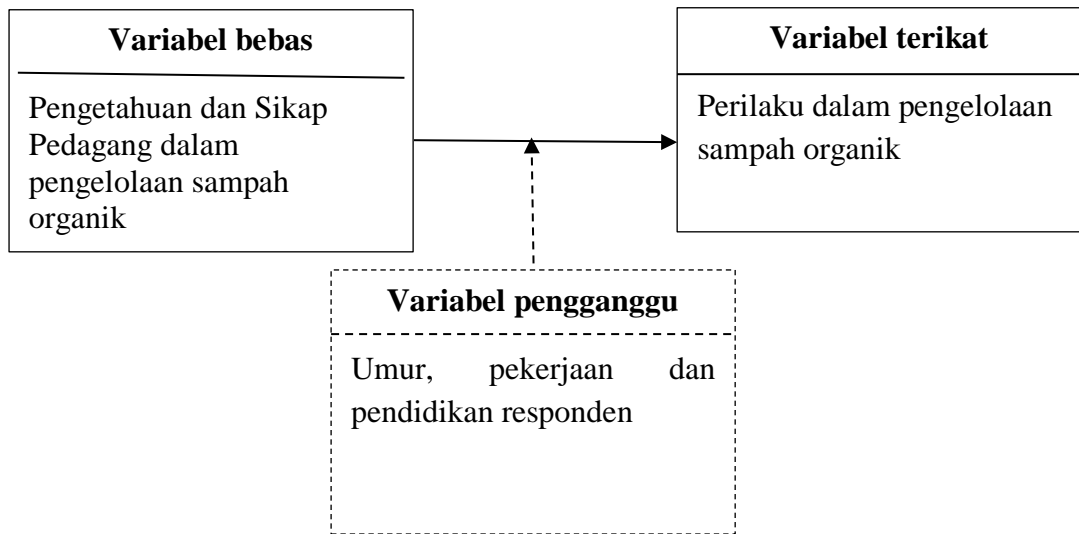 Variabel bebas
Pengetahuan dan Sikap
Pedagang dalam
pengelolaan sampah
organik
Variabel terikat
Perilaku dalam pengelolaan
sampah organik
Variabel pengganggu
Umur, pekerjaan dan
pendidikan responden